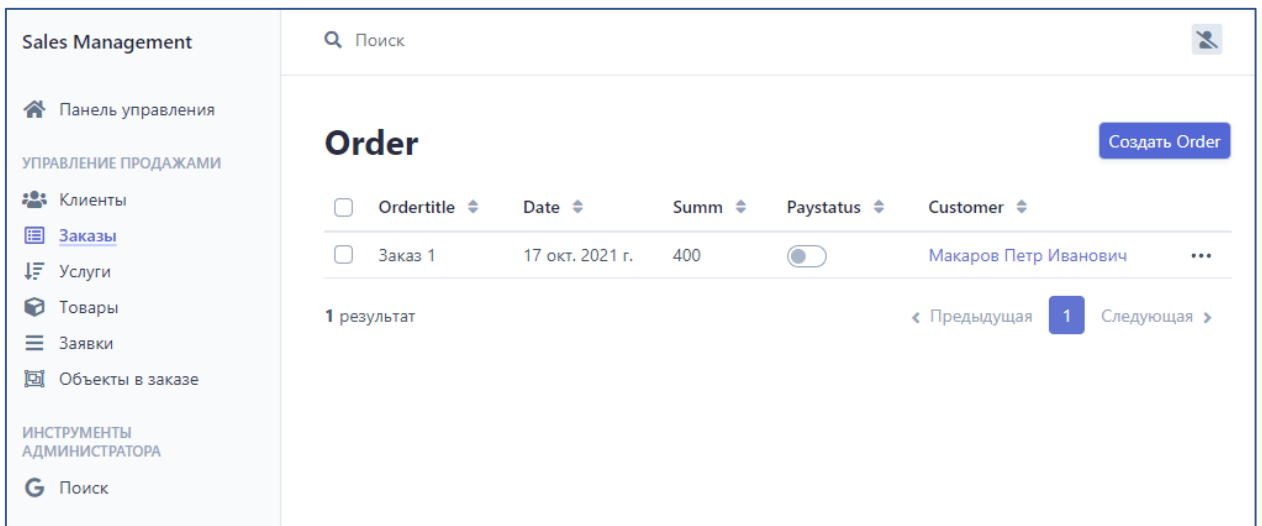 Sales Management
Поиск
Панель управления
УПРАВЛЕНИЕ ПРОДАЖАМИ
Клиенты
Заказы
Услуги
Товары
Заявки
Объекты в заказе
ИНСТРУМЕНТЫ
АДМИНИСТРАТОРА
Поиск
Order
Создать Order
Ordertitle Date Summ Paystatus Customer
Заказ 1 17 окт. 2021 г. 400 Макаров Петр Иванович
1 результат
Предыдущая 1 Следующая